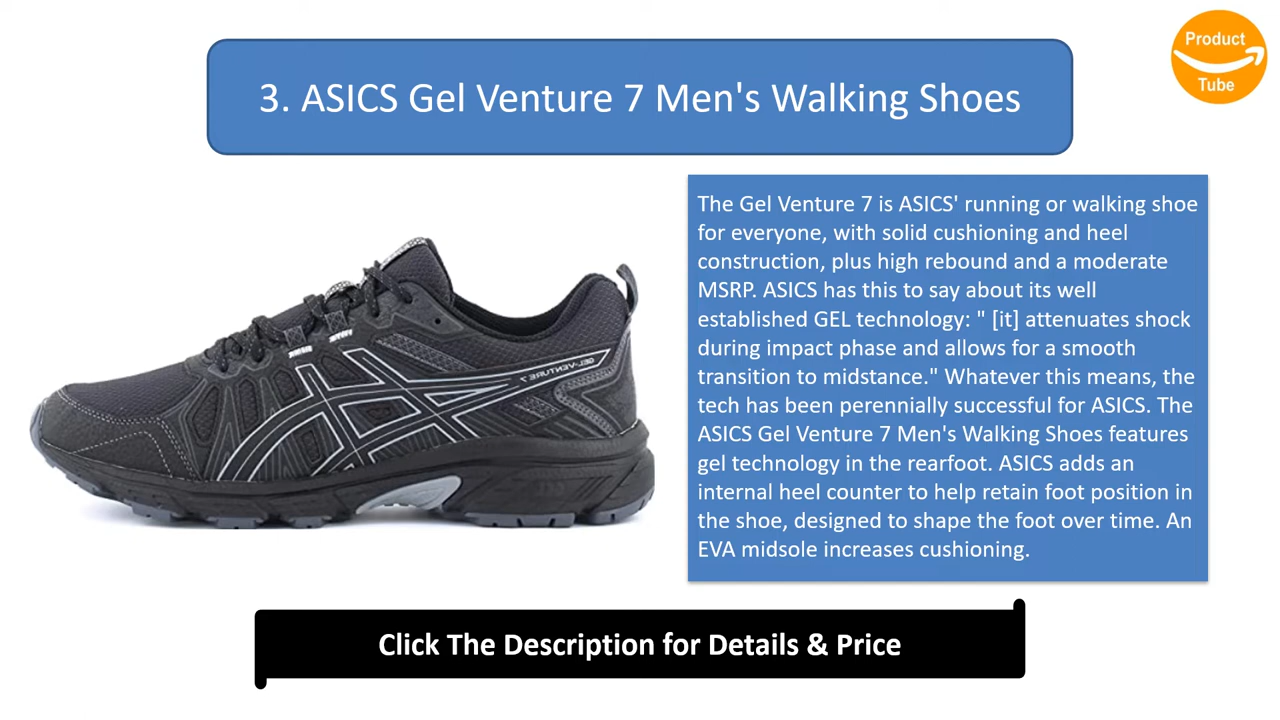 Product
Tube
3. ASICS Gel Venture 7 Men's Walking Shoes
The Gel Venture 7 is ASICS' running or walking shoe
for everyone, with solid cushioning and heel
construction, plus high rebound and a moderate
MSRP. ASICS has this to say about its well
established GEL technology: " [it] attenuates shock
during impact phase and allows for a smooth
transition to midstance." Whatever this means, the
tech has been perennially successful for ASICS. The
ASICS Gel Venture 7 Men's Walking Shoes features
gel technology in the rearfoot. ASICS adds an
internal heel counter to help retain foot position in
the shoe, designed to shape the foot over time. An
EVA midsole increases cushioning.
GEL-VENTURE 7
Click The Description for Details & Price